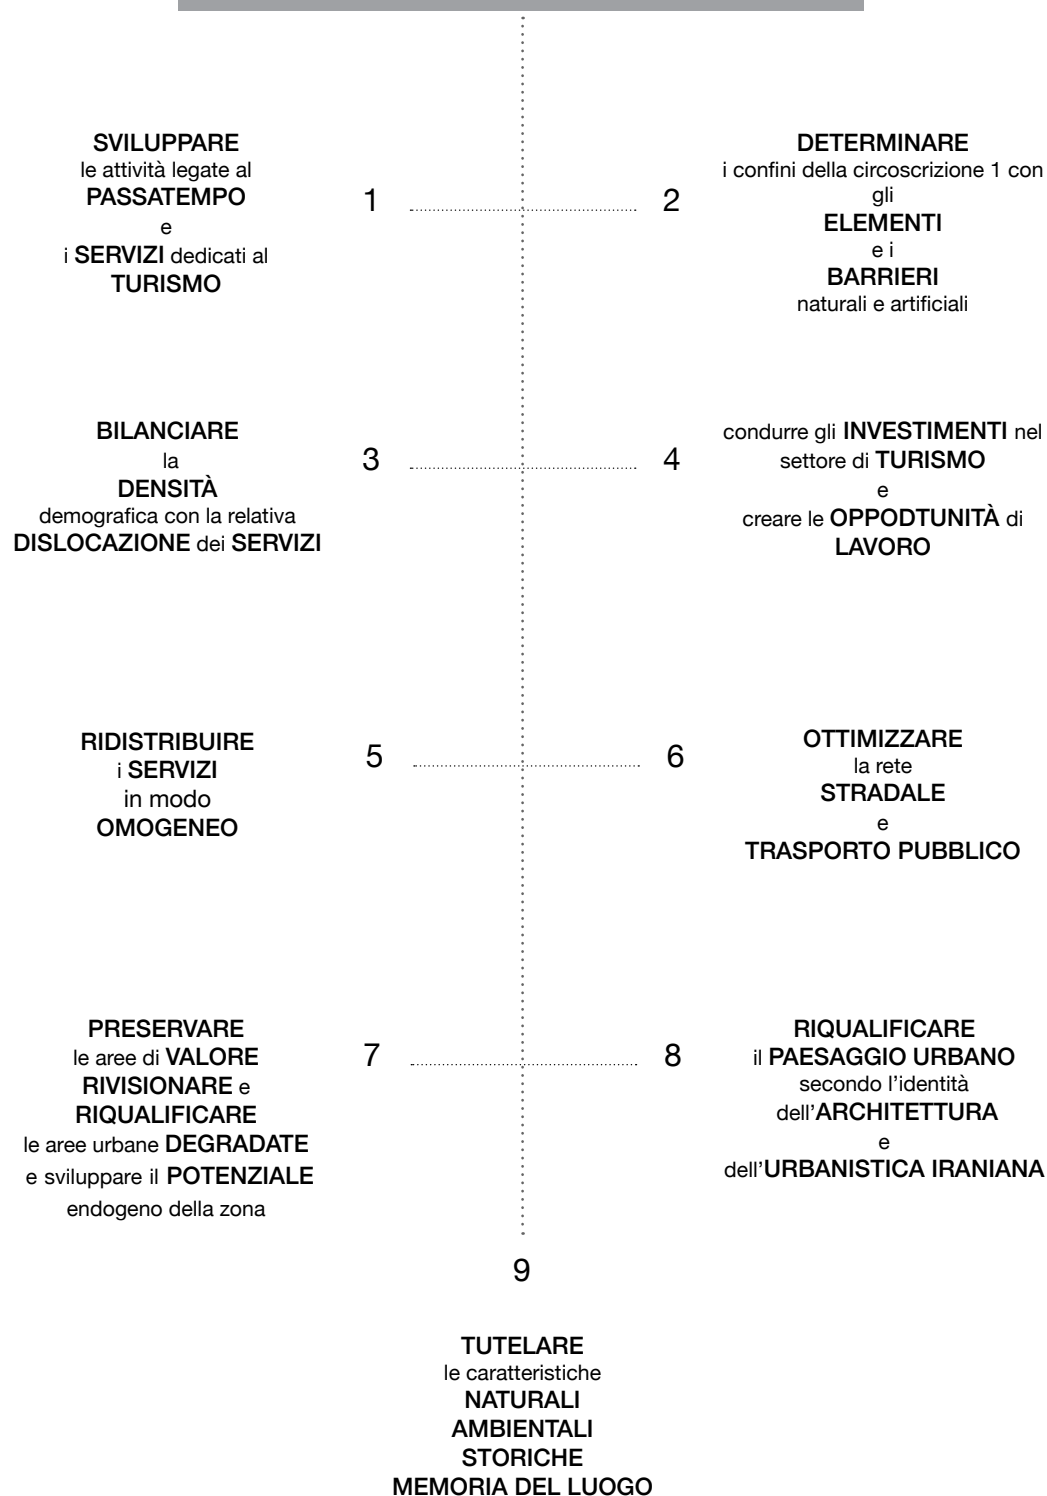 SVILUPPARE
le attività legate al
PASSATEMPO
e
i SERVIZI dedicati al
TURISMO
1
2
DETERMINARE
i confini della circoscrizione 1 con
gli
ELEMENTI
e i
BARRIERI
naturali e artificiali
BILANCIARE
la
DENSITÀ
demografica con la relativa
DISLOCAZIONE dei SERVIZI
3
4
condurre gli INVESTIMENTI nel
settore di TURISMO
e
creare le OPPODTUNITÀ di
LAVORO
RIDISTRIBUIRE
i SERVIZI
in modo
OMOGENEO
5
6
OTTIMIZZARE
la rete
STRADALE
e
TRASPORTO PUBBLICO
PRESERVARE
le aree di VALORE
RIVISIONARE e
RIQUALIFICARE
le aree urbane DEGRADATE
e sviluppare il POTENZIALE
endogeno della zona
7
8
RIQUALIFICARE
il PAESAGGIO URBANO
secondo l'identità
dell'ARCHITETTURA
e
dell'URBANISTICA IRANIANA
9
TUTELARE
le caratteristiche
NATURALI
AMBIENTALI
STORICHE
MEMORIA DEL LUOGO